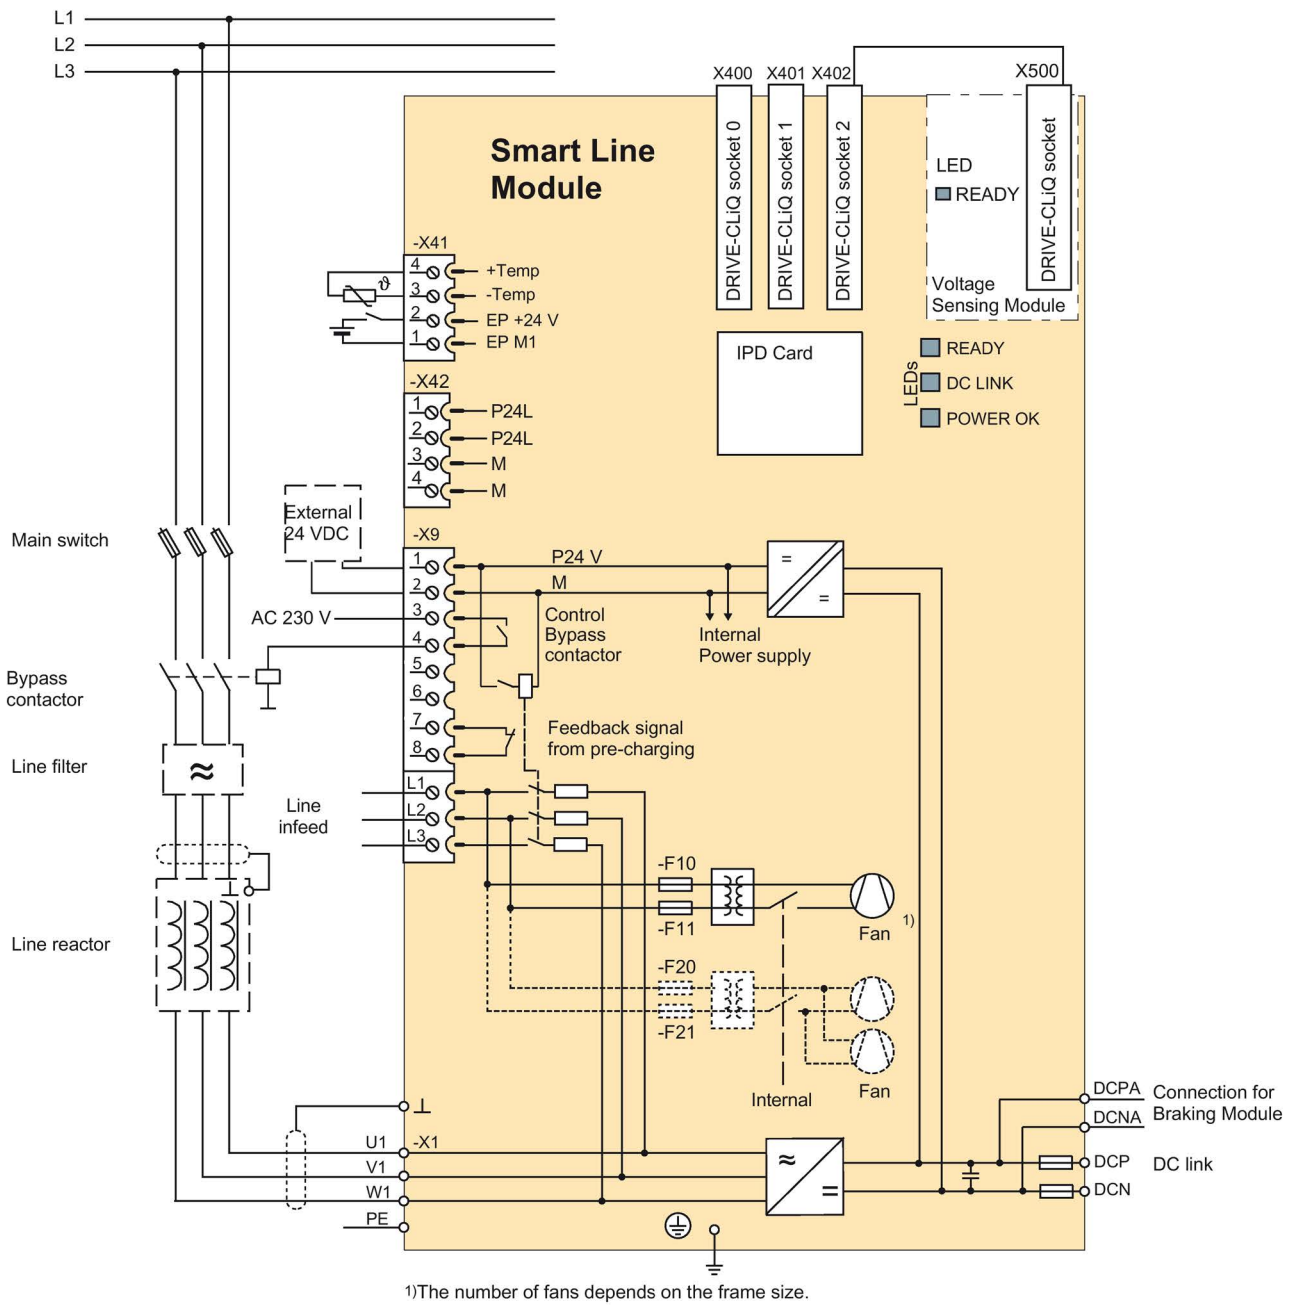 L1
L2
L3
X400
X401
X402
X500
Smart Line
Module
DRIVE-CLiQ socket 0
DRIVE-CLiQ socket 1
DRIVE-CLiQ socket 2
LED
READY
DRIVE-CLiQ socket
Voltage
Sensing Module
-X41
4
+Temp
ϑ
3
-Temp
2
EP +24 V
1
EP M1
IPD Card
LEDs
READY
DC LINK
POWER OK
-X42
1
P24L
2
P24L
3
M
4
M
External
24 VDC
Main switch
-X9
1
P24 V
2
M
=
=
AC 230 V
3
4
5
6
7
8
Control
Bypass
contactor
Internal
Power supply
Bypass
contactor
Feedback signal
from pre-charging
Line filter
≈
Line
infeed
L1
L2
L3
-F10
-F11
Fan
1)
Line reactor
-F20
-F21
Internal
Fan
DCPA
DCNA
Connection for
Braking Module
U1
-X1
V1
W1
PE
≈
=
DCP
DCN
DC link
1)The number of fans depends on the frame size.